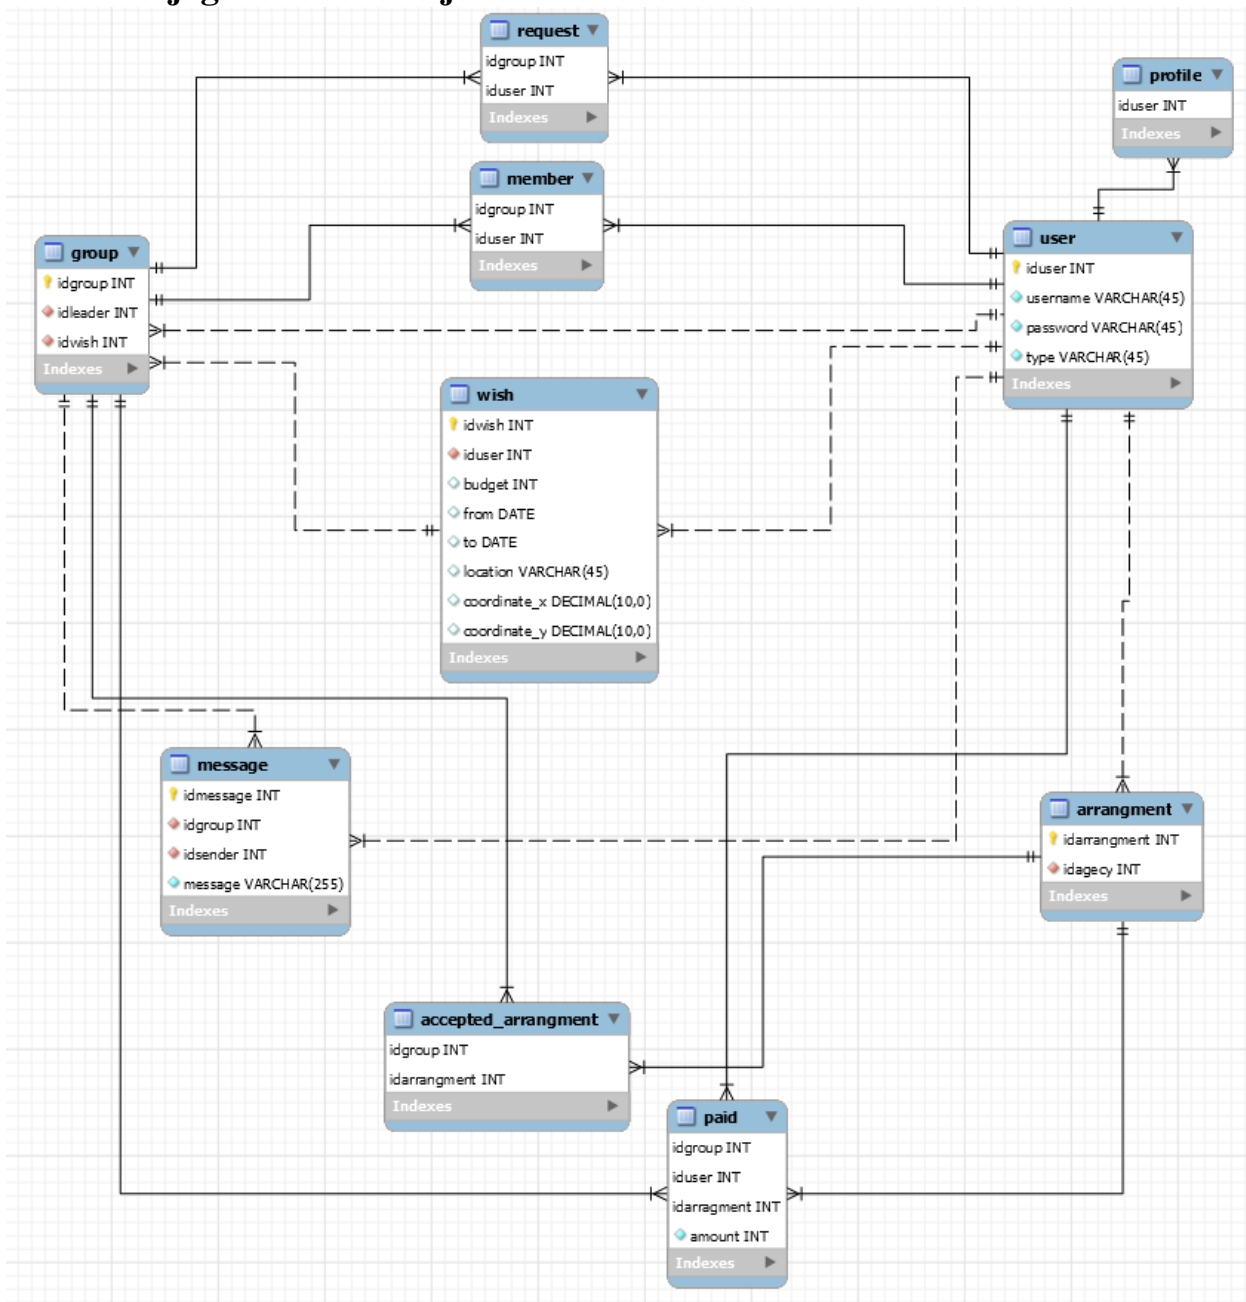 request
idgroup INT
iduser INT
Indexes
profile
iduser INT
Indexes
member
idgroup INT
iduser INT
Indexes
group
idgroup INT
idleader INT
idwish INT
Indexes
user
iduser INT
username VARCHAR(45)
password VARCHAR(45)
type VARCHAR(45)
Indexes
wish
idwish INT
iduser INT
budget INT
from DATE
to DATE
location VARCHAR(45)
coordinate_x DECIMAL(10,0)
coordinate_y DECIMAL(10,0)
Indexes
message
idmessage INT
idgroup INT
idsender INT
message VARCHAR(255)
Indexes
arrangment
idarrangment INT
idagecy INT
Indexes
accepted_arrangment
idgroup INT
idarrangment INT
Indexes
paid
idgroup INT
iduser INT
idarragment INT
amount INT
Indexes